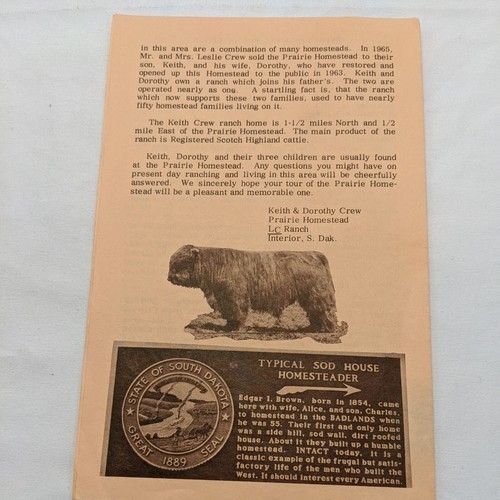 in this area are a combination of many homesteads. In 1965,
Mr. and Mrs. Leslie Crew sold the Prairie Homestead to their
son, Keith, and his wife, Dorothy, who have restored and
opened up this Homestead to the public in 1963. Keith and
Dorothy own a ranch which joins his father's. The two are
operated nearly as one. A startling fact is, that the ranch
which now supports these two families, used to have nearly
fifty homestead families living on it.
The Keith Crew ranch home is 1-1/2 miles North and 1/2
mile East of the Prairie Homestead. The main product of the
ranch is Registered Scotch Highland cattle.
Keith, Dorothy and their three children are usually found
at the Prairie Homestead. Any questions you might have on
present day ranching and living in this area will be cheerfully
answered. We sincerely hope your tour of the Prairie Home-
stead will be a pleasant and memorable one.
Keith & Dorothy Crew
Prairie Homestead
LC Ranch
Interior, S. Dak.
STATE OF SOUTH DAKOTA
GREAT SEAL
1889
TYPICAL SOD HOUSE
HOMESTEADER
Edgar I. Brown, born in 1854, came
here with wife, Alice, and son, Charles,
to homestead in the BADLANDS when
he was 55. Their first and only home
was a side hill, sod wall, dirt roofed
house. About it they built up a humble
homestead. INTACT today. It is a
classic example of the frugal but satis-
factory life of the men who built the
West. It should interest every American.